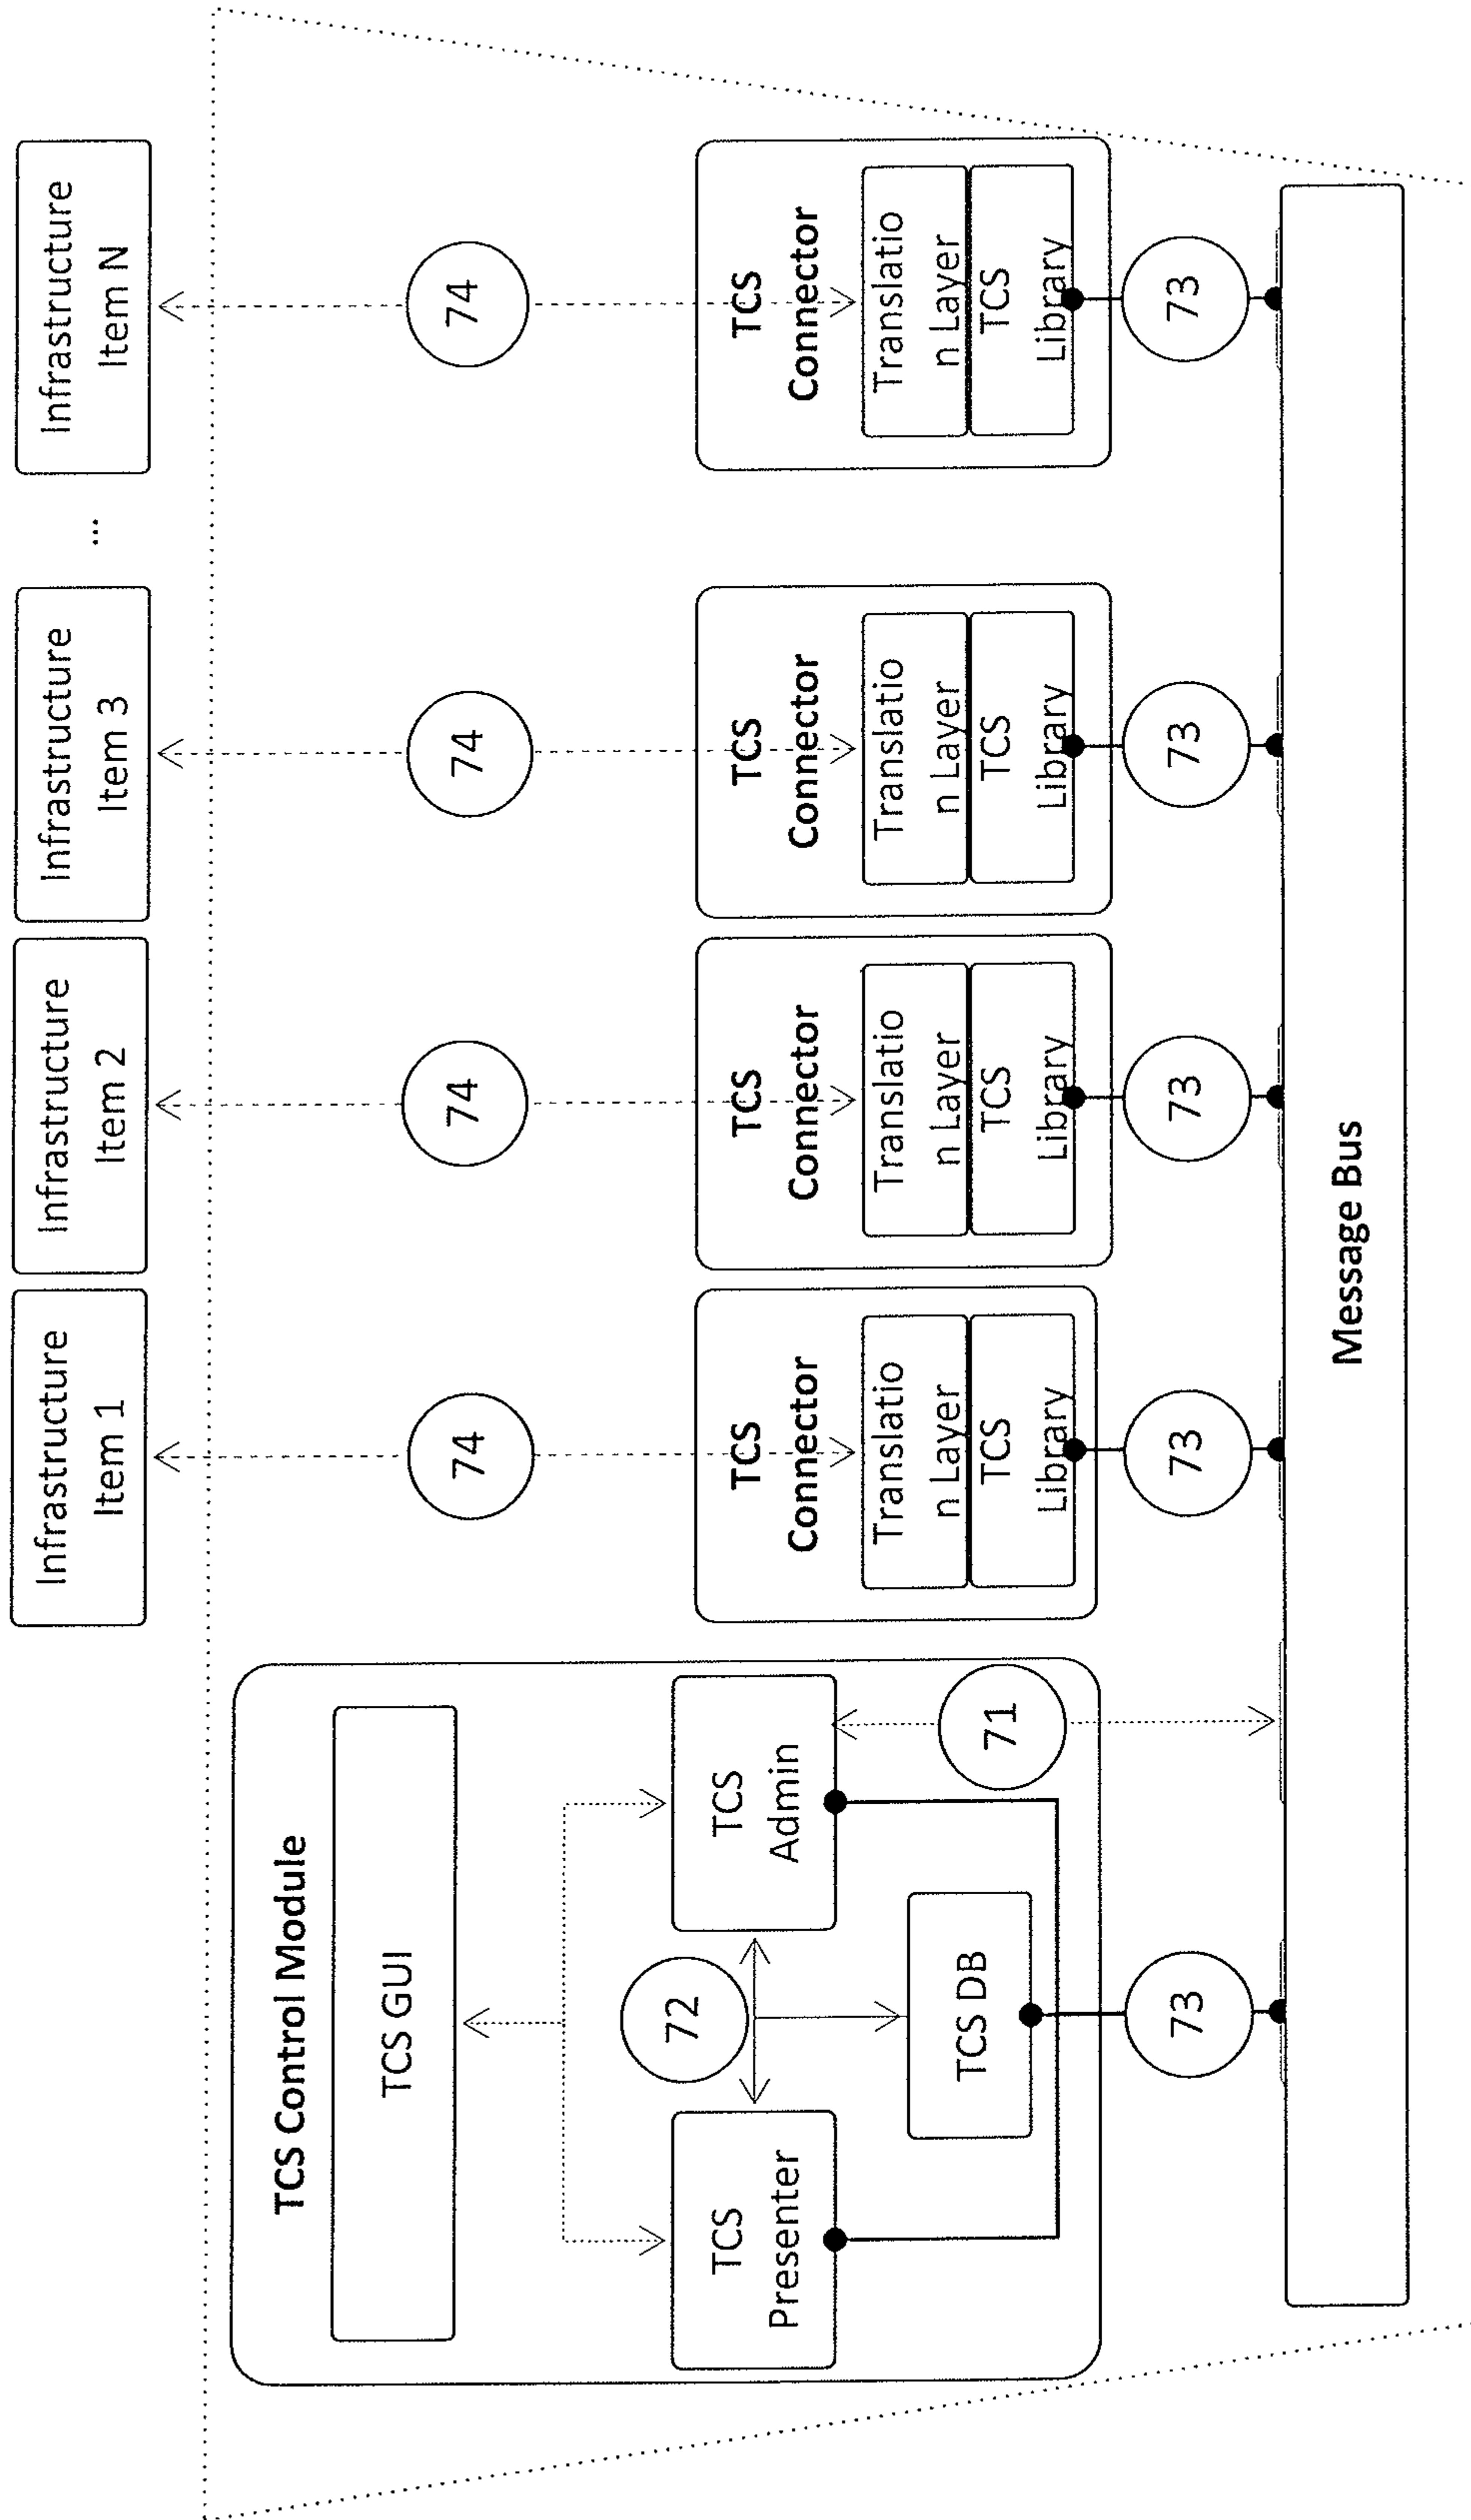 Infrastructure
Item 1
Infrastructure
Item 2
Infrastructure
Item 3
...
Infrastructure
Item N
TCS Control Module
TCS GUI
72
TCS
Presenter
TCS
Admin
TCS DB
71
73
74
TCS
Connector
Translatio
n Layer
TCS
Library
73
74
TCS
Connector
Translatio
n Layer
TCS
Library
73
74
TCS
Connector
Translatio
n Layer
TCS
Library
73
74
TCS
Connector
Translatio
n Layer
TCS
Library
73
Message Bus